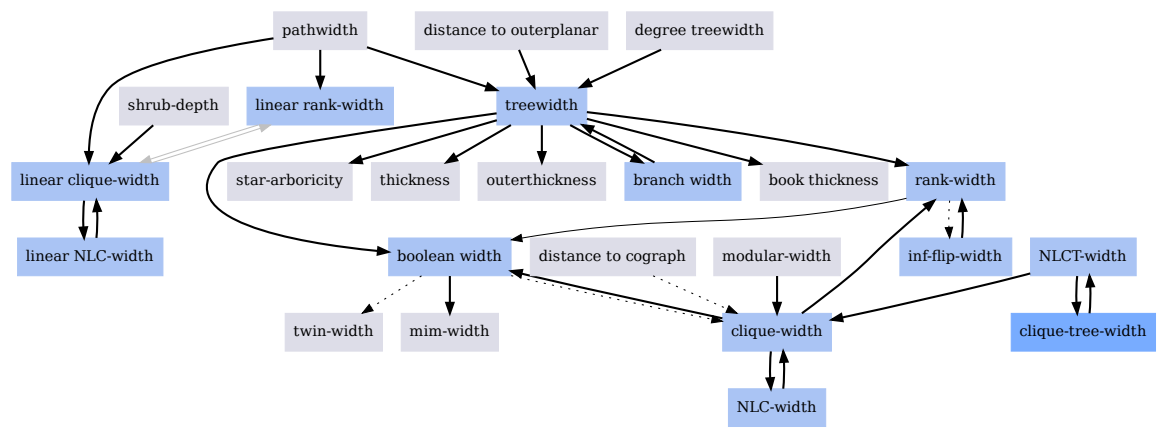 pathwidth
distance to outerplanar
degree treewidth
shrub-depth
linear rank-width
treewidth
linear clique-width
star-arboricity
thickness
outerthickness
branch width
book thickness
rank-width
linear NLC-width
boolean width
distance to cograph
modular-width
inf-flip-width
NLCT-width
twin-width
mim-width
clique-width
clique-tree-width
NLC-width